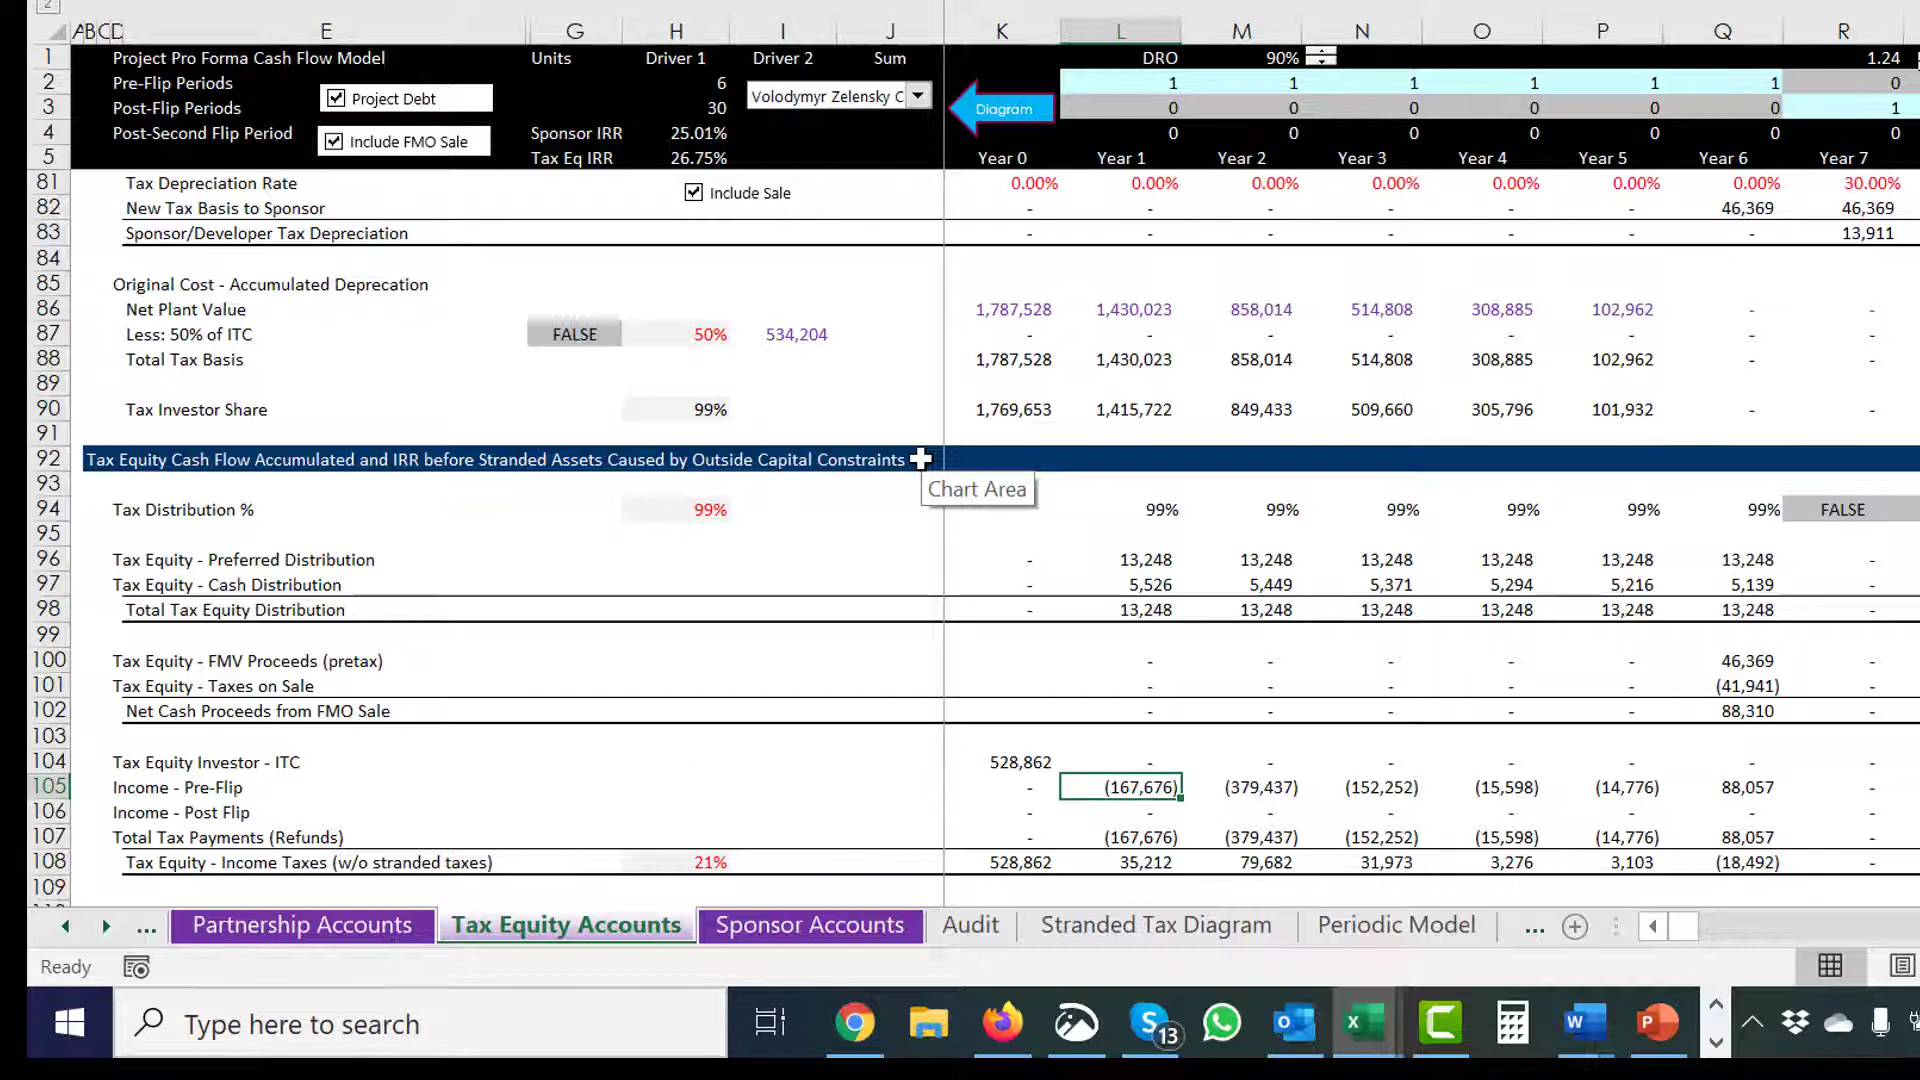 2
ABCD E G H I J K L M N O P Q R
1 Project Pro Forma Cash Flow Model Units Driver 1 Driver 2 Sum DRO 90% 1.24
2 Pre-Flip Periods 6 1 1 1 1 1 1 0
Project Debt
Volodymyr Zelensky C
Diagram
3 Post-Flip Periods 30 0 0 0 0 0 0 1
4 Post-Second Flip Period Sponsor IRR 25.01% 0 0 0 0 0 0 0
Include FMO Sale
5 Tax Eq IRR 26.75% Year 0 Year 1 Year 2 Year 3 Year 4 Year 5 Year 6 Year 7
81 Tax Depreciation Rate 0.00% 0.00% 0.00% 0.00% 0.00% 0.00% 0.00% 30.00%
Include Sale
82 New Tax Basis to Sponsor - - - - - - 46,369 46,369
83 Sponsor/Developer Tax Depreciation - - - - - - - 13,911
84
85 Original Cost - Accumulated Deprecation
86 Net Plant Value 1,787,528 1,430,023 858,014 514,808 308,885 102,962 - -
87 Less: 50% of ITC FALSE 50% 534,204 - - - - - - - -
88 Total Tax Basis 1,787,528 1,430,023 858,014 514,808 308,885 102,962 - -
89
90 Tax Investor Share 99% 1,769,653 1,415,722 849,433 509,660 305,796 101,932 - -
91
92 Tax Equity Cash Flow Accumulated and IRR before Stranded Assets Caused by Outside Capital Constraints
93
Chart Area
94 Tax Distribution % 99% 99% 99% 99% 99% 99% 99% FALSE
95
96 Tax Equity - Preferred Distribution - 13,248 13,248 13,248 13,248 13,248 13,248 -
97 Tax Equity - Cash Distribution - 5,526 5,449 5,371 5,294 5,216 5,139 -
98 Total Tax Equity Distribution - 13,248 13,248 13,248 13,248 13,248 13,248 -
99
100 Tax Equity - FMV Proceeds (pretax) - - - - - 46,369 -
101 Tax Equity - Taxes on Sale - - - - - (41,941) -
102 Net Cash Proceeds from FMO Sale - - - - - 88,310 -
103
104 Tax Equity Investor - ITC 528,862 - - - - - - -
105 Income - Pre-Flip - (167,676) (379,437) (152,252) (15,598) (14,776) 88,057 -
106 Income - Post Flip - - - - - - - -
107 Total Tax Payments (Refunds) - (167,676) (379,437) (152,252) (15,598) (14,776) 88,057 -
108 Tax Equity - Income Taxes (w/o stranded taxes) 21% 528,862 35,212 79,682 31,973 3,276 3,103 (18,492) -
109
... Partnership Accounts Tax Equity Accounts Sponsor Accounts Audit Stranded Tax Diagram Periodic Model ...
Ready
Type here to search
13